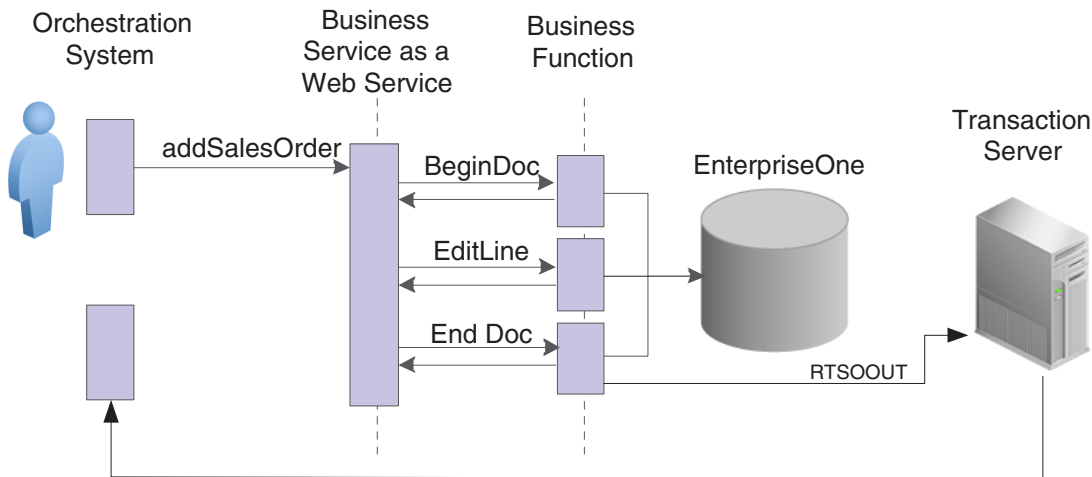 Orchestration
System
Business
Service as a
Web Service
Business
Function
Transaction
Server
addSalesOrder
BeginDoc
EnterpriseOne
EditLine
End Doc
RTSOOUT